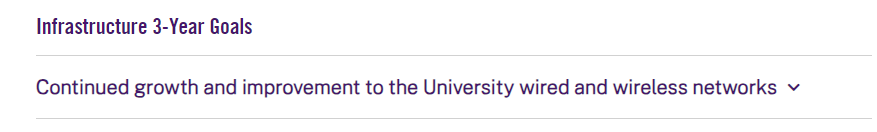 Infrastructure 3-Year Goals
Continued growth and improvement to the University wired and wireless networks